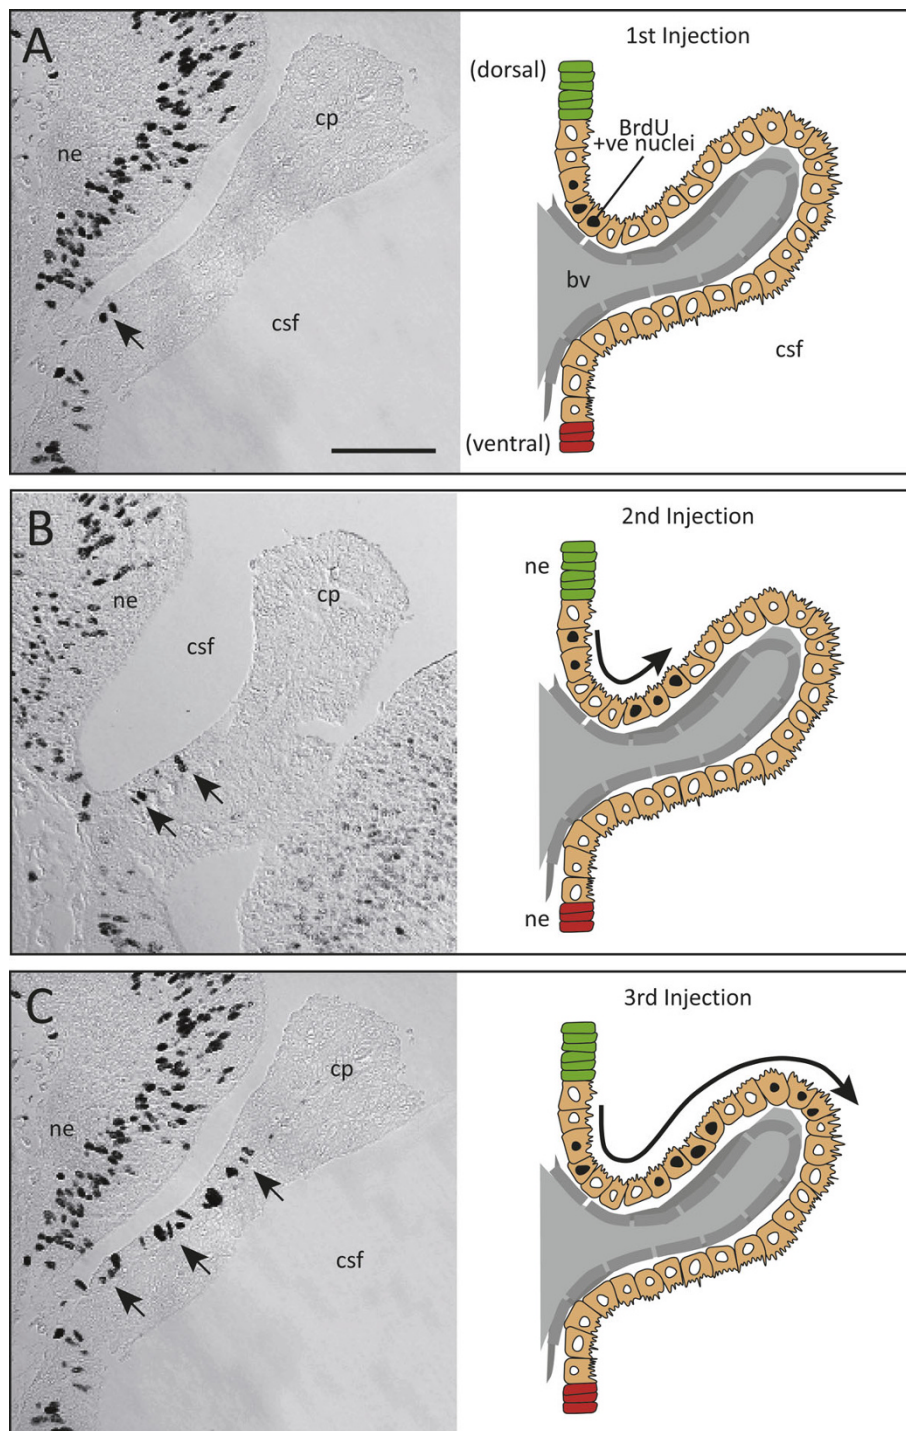 A
ne
cp
csf
1st Injection
(dorsal)
BrdU
+ve nuclei
bv
csf
(ventral)
B
ne
csf
cp
2nd Injection
ne
ne
C
ne
cp
csf
3rd Injection